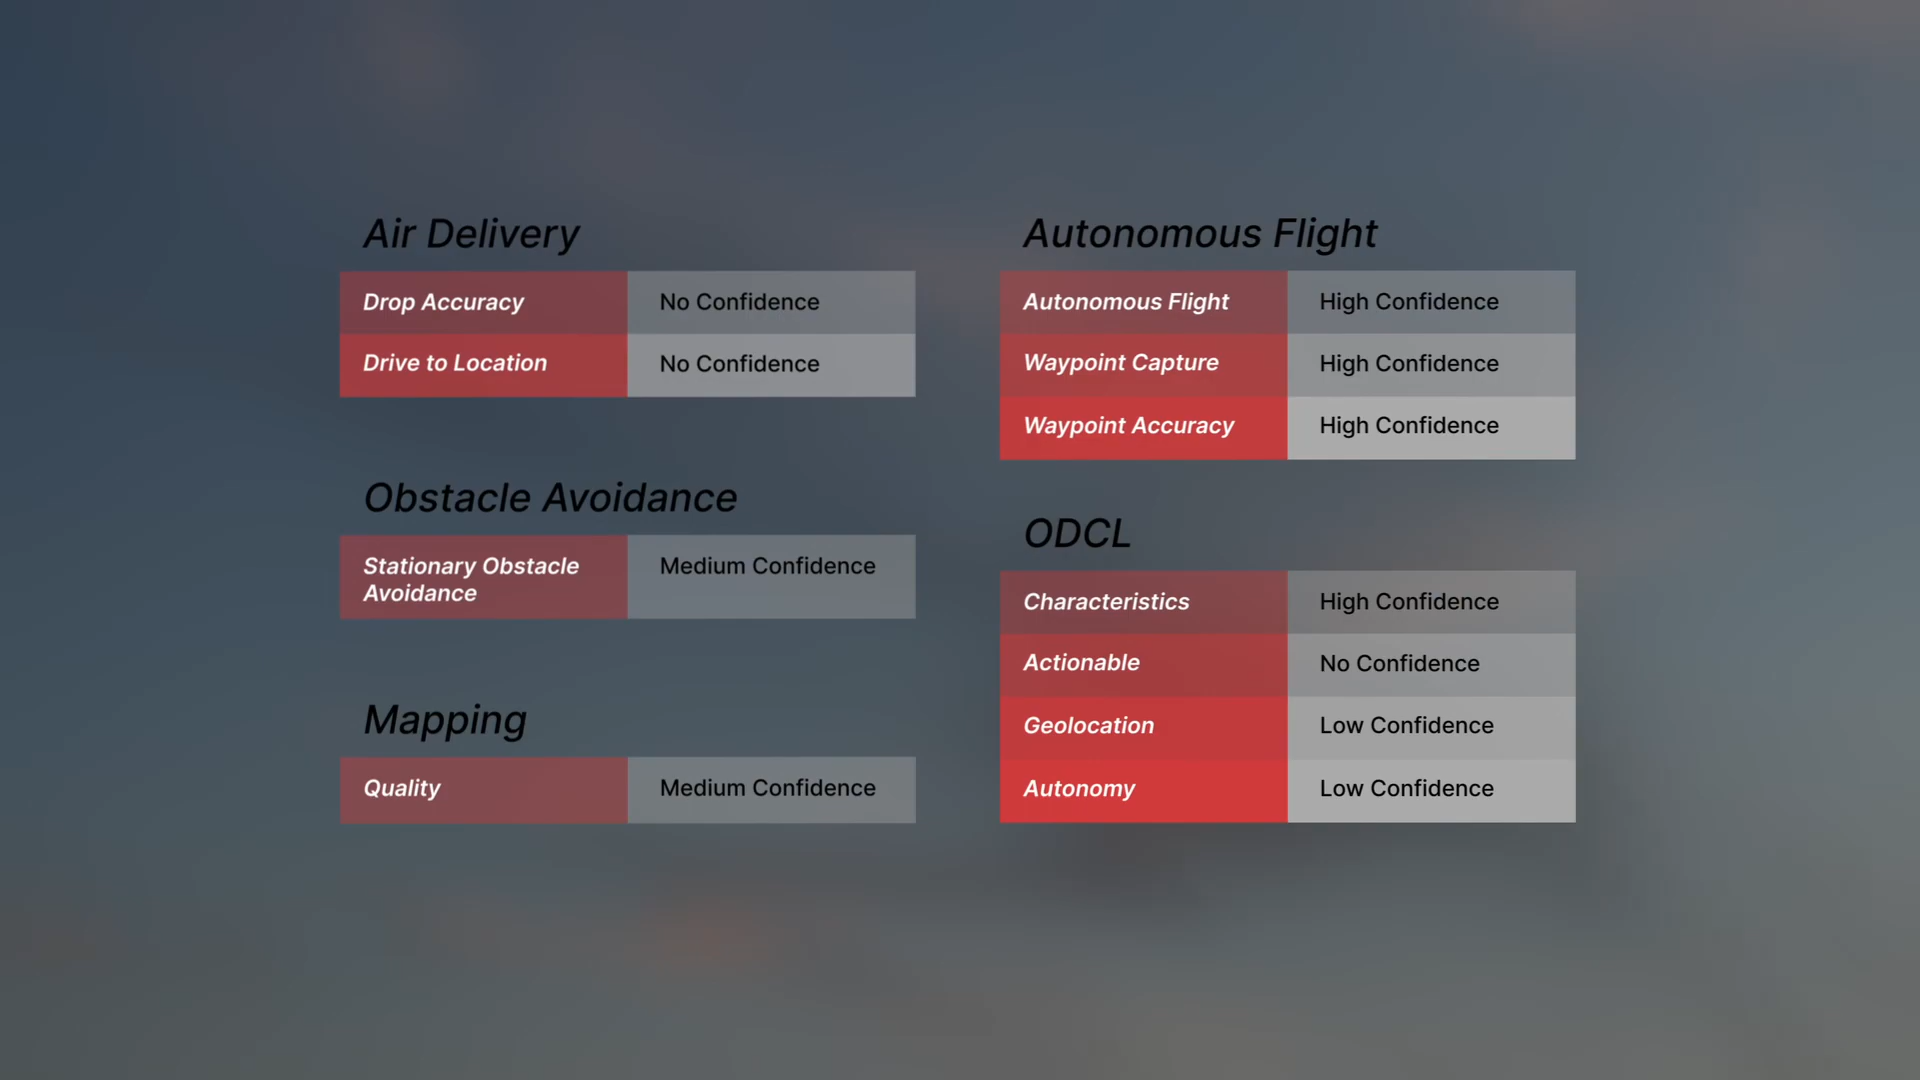 Air Delivery
Drop Accuracy No Confidence
Drive to Location No Confidence
Obstacle Avoidance
Stationary Obstacle Medium Confidence
Avoidance
Mapping
Quality Medium Confidence
Autonomous Flight
Autonomous Flight High Confidence
Waypoint Capture High Confidence
Waypoint Accuracy High Confidence
ODCL
Characteristics High Confidence
Actionable No Confidence
Geolocation Low Confidence
Autonomy Low Confidence